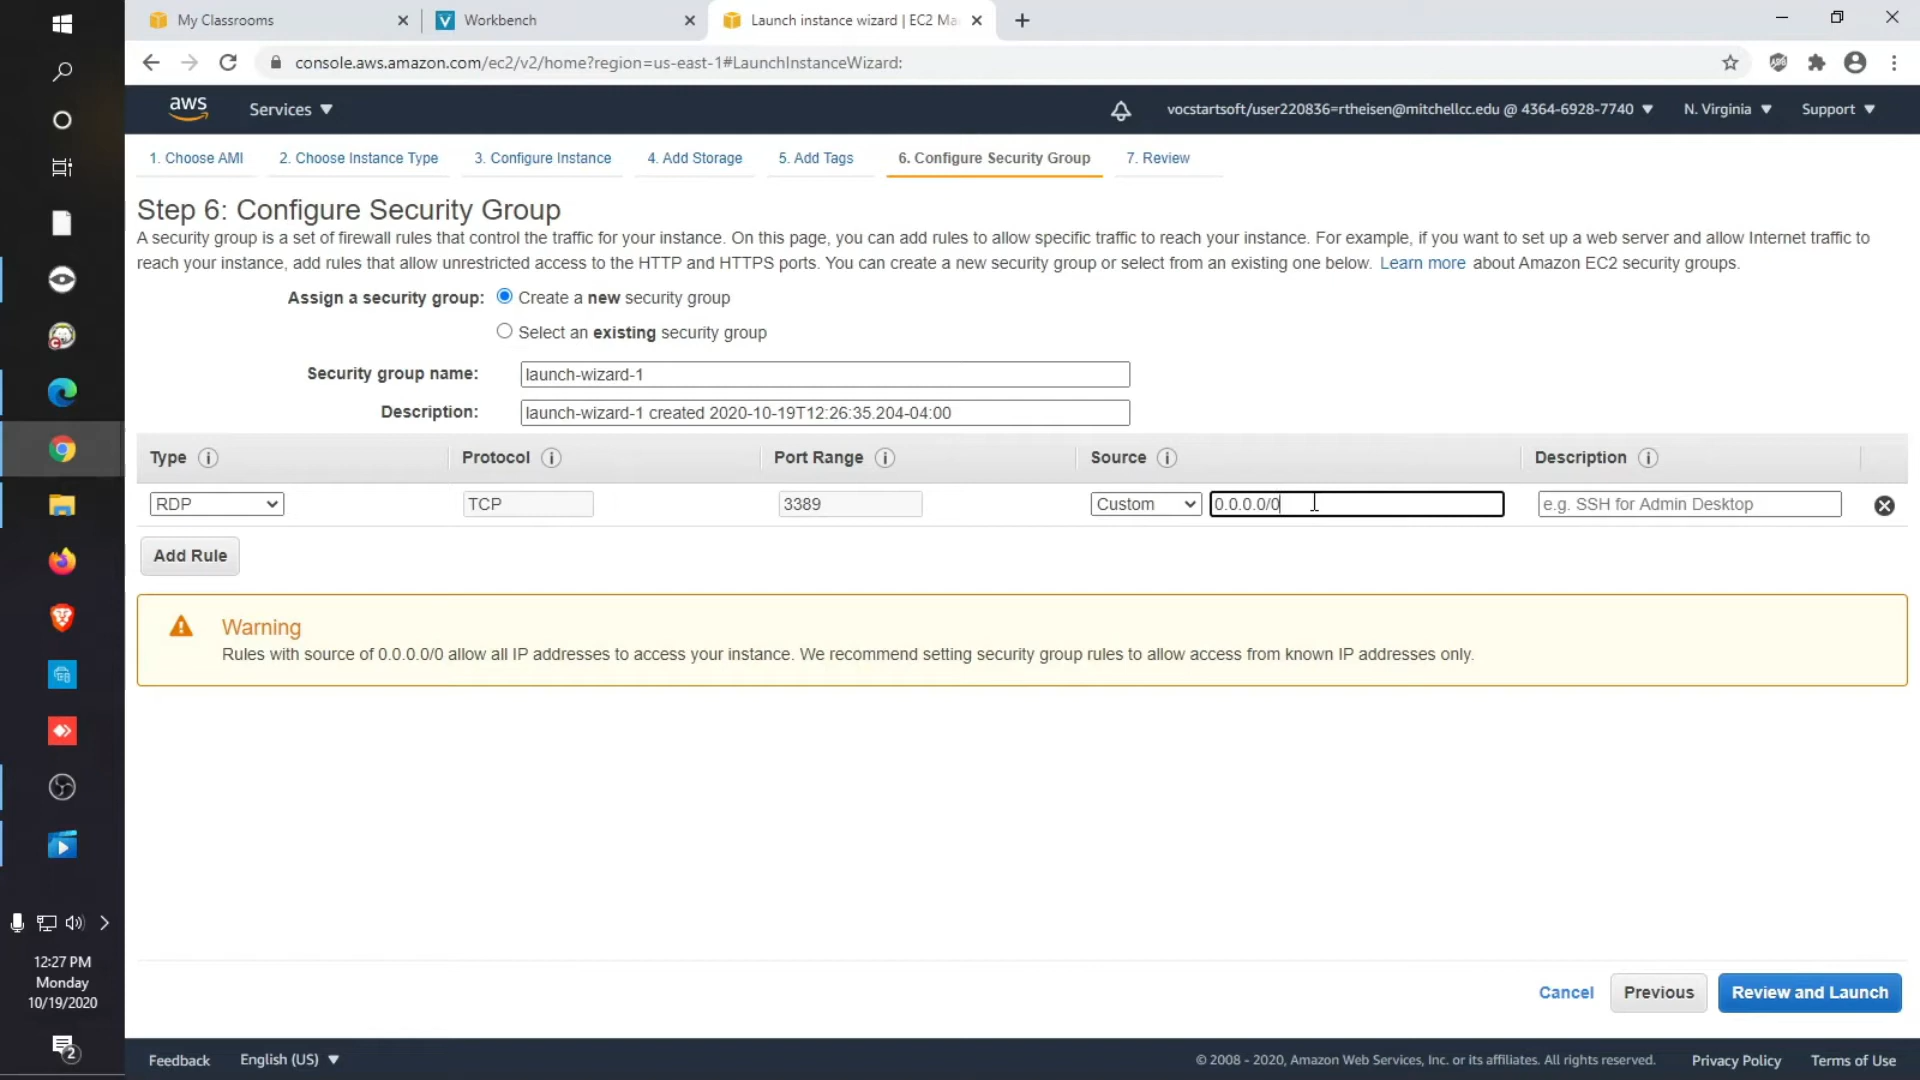 My Classrooms
Workbench
Launch instance wizard | EC2 Ma
console.aws.amazon.com/ec2/v2/home?region=us-east-1#LaunchInstanceWizard:
aws
Services
vocstartsoft/user220836=rtheisen@mitchellcc.edu @ 4364-6928-7740
N. Virginia
Support
1. Choose AMI
2. Choose Instance Type
3. Configure Instance
4. Add Storage
5. Add Tags
6. Configure Security Group
7. Review
Step 6: Configure Security Group
A security group is a set of firewall rules that control the traffic for your instance. On this page, you can add rules to allow specific traffic to reach your instance. For example, if you want to set up a web server and allow Internet traffic to
reach your instance, add rules that allow unrestricted access to the HTTP and HTTPS ports. You can create a new security group or select from an existing one below. Learn more about Amazon EC2 security groups.
Assign a security group:
Create a new security group
Select an existing security group
Security group name:
launch-wizard-1
Description:
launch-wizard-1 created 2020-10-19T12:26:35.204-04:00
Type
Protocol
Port Range
Source
Description
RDP
TCP
3389
Custom
0.0.0.0/0
e.g. SSH for Admin Desktop
Add Rule
Warning
Rules with source of 0.0.0.0/0 allow all IP addresses to access your instance. We recommend setting security group rules to allow access from known IP addresses only.
12:27 PM
Monday
10/19/2020
2
Cancel
Previous
Review and Launch
Feedback
English (US)
© 2008 - 2020, Amazon Web Services, Inc. or its affiliates. All rights reserved.
Privacy Policy
Terms of Use